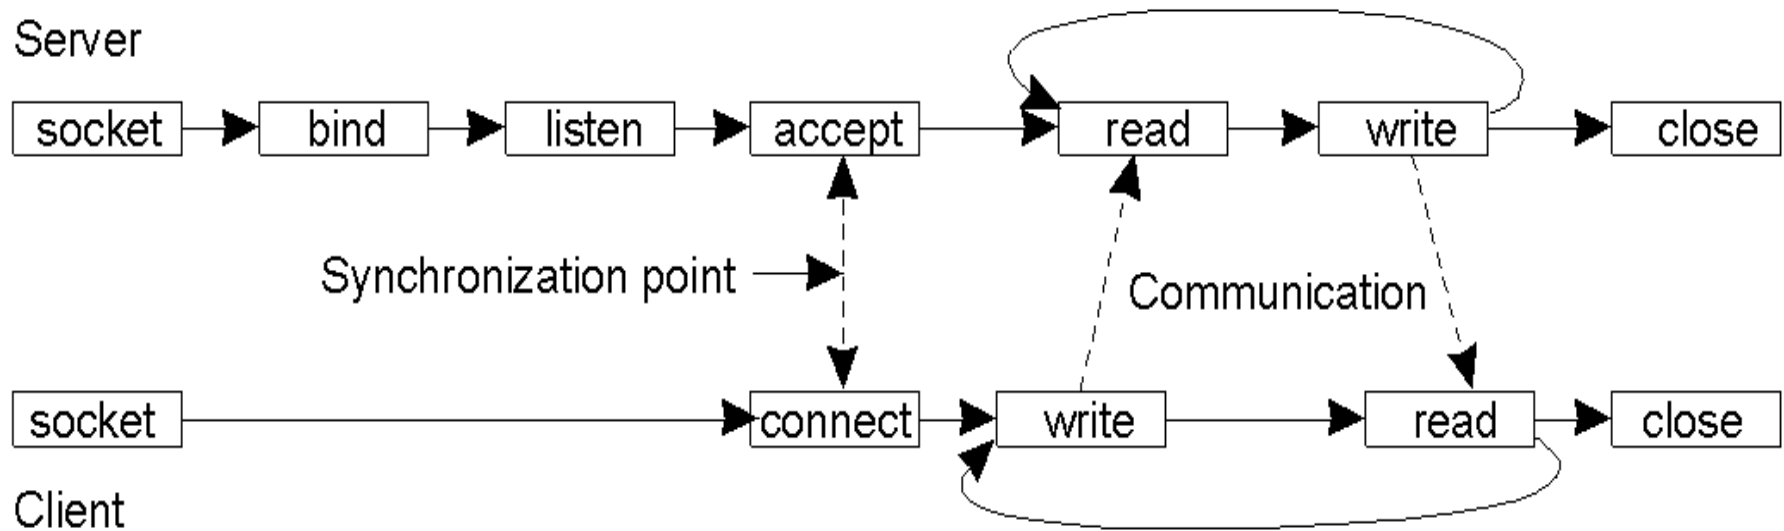 Server
socket bind listen accept read write close
Synchronization point
Communication
socket connect write read close
Client